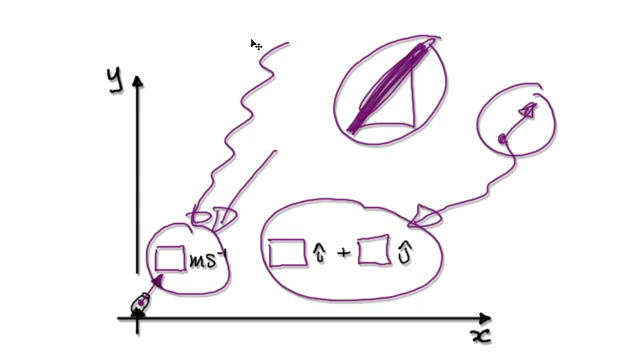 y
□ ms⁻¹
□ î + □ ĵ
x